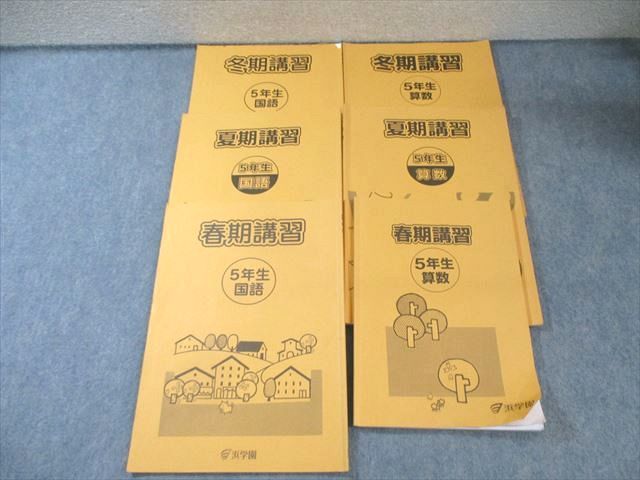 冬期講習
5年生
国語
冬期講習
5年生
算数
夏期講習
5年生
国語
夏期講習
5年生
算数
春期講習
5年生
国語
浜学園
春期講習
5年生
算数
浜学園